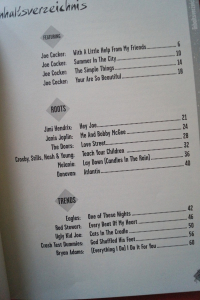 Inhaltsverzeichnis
FEATURING
Joe Cocker: With A Little Help From My Friends 6
Joe Cocker: Summer In The City 10
Joe Cocker: The Simple Things 14
Joe Cocker: Your Are So Beautiful 18
ROOTS
Jimi Hendrix: Hey Joe 21
Janis Joplin: Me And Bobby McGee 24
The Doors: Love Street 28
Crosby, Stills, Nash & Young: Teach Your Children 32
Melanie: Lay Down (Candles In The Rain) 36
Donovan: Atlantis 40
TRENDS
Eagles: One Of These Nights 42
Rod Stewart: Every Beat Of My Heart 46
Ugly Kid Joe: Cats In The Cradle 50
Crash Test Dummies: God Shuffled His Feet 56
Bryan Adams: (Everything I Do) I Do It For You 60